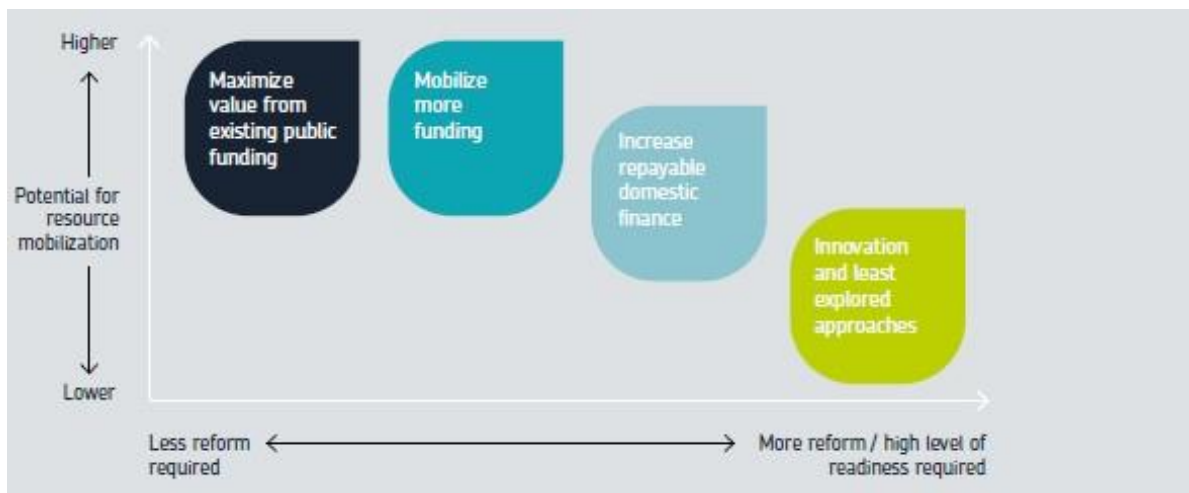 Higher
Potential for
resource
mobilization
Lower
Maximize
value from
existing public
funding
Mobilize
more
funding
Increase
repayable
domestic
finance
Innovation
and least
explored
approaches
Less reform
required
More reform / high level of
readiness required